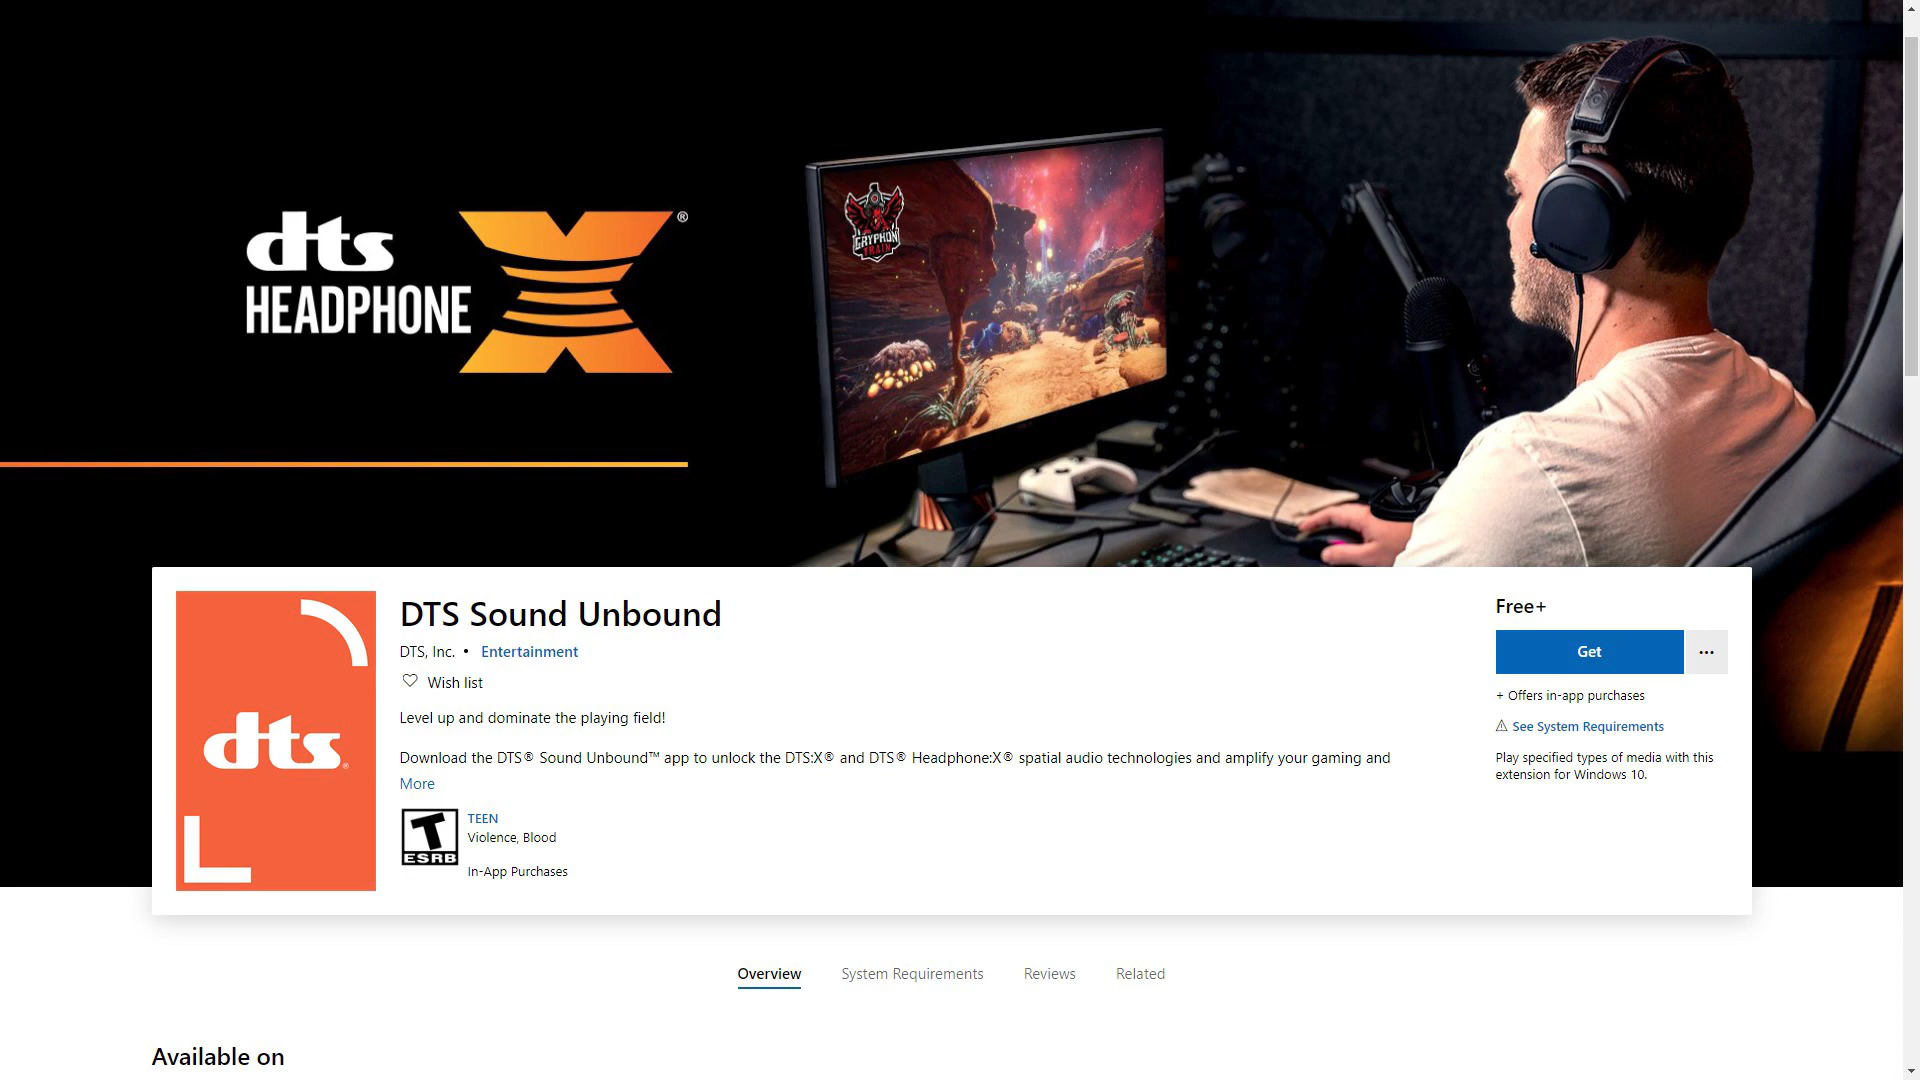 dts
HEADPHONE X®
GRYPHON
TRAIN
dts
DTS Sound Unbound
DTS, Inc. • Entertainment
Wish list
Level up and dominate the playing field!
Download the DTS® Sound Unbound™ app to unlock the DTS:X® and DTS® Headphone:X® spatial audio technologies and amplify your gaming and
More
T
ESRB
TEEN
Violence, Blood
In-App Purchases
Free+
Get
...
+ Offers in-app purchases
See System Requirements
Play specified types of media with this
extension for Windows 10.
Overview
System Requirements
Reviews
Related
Available on